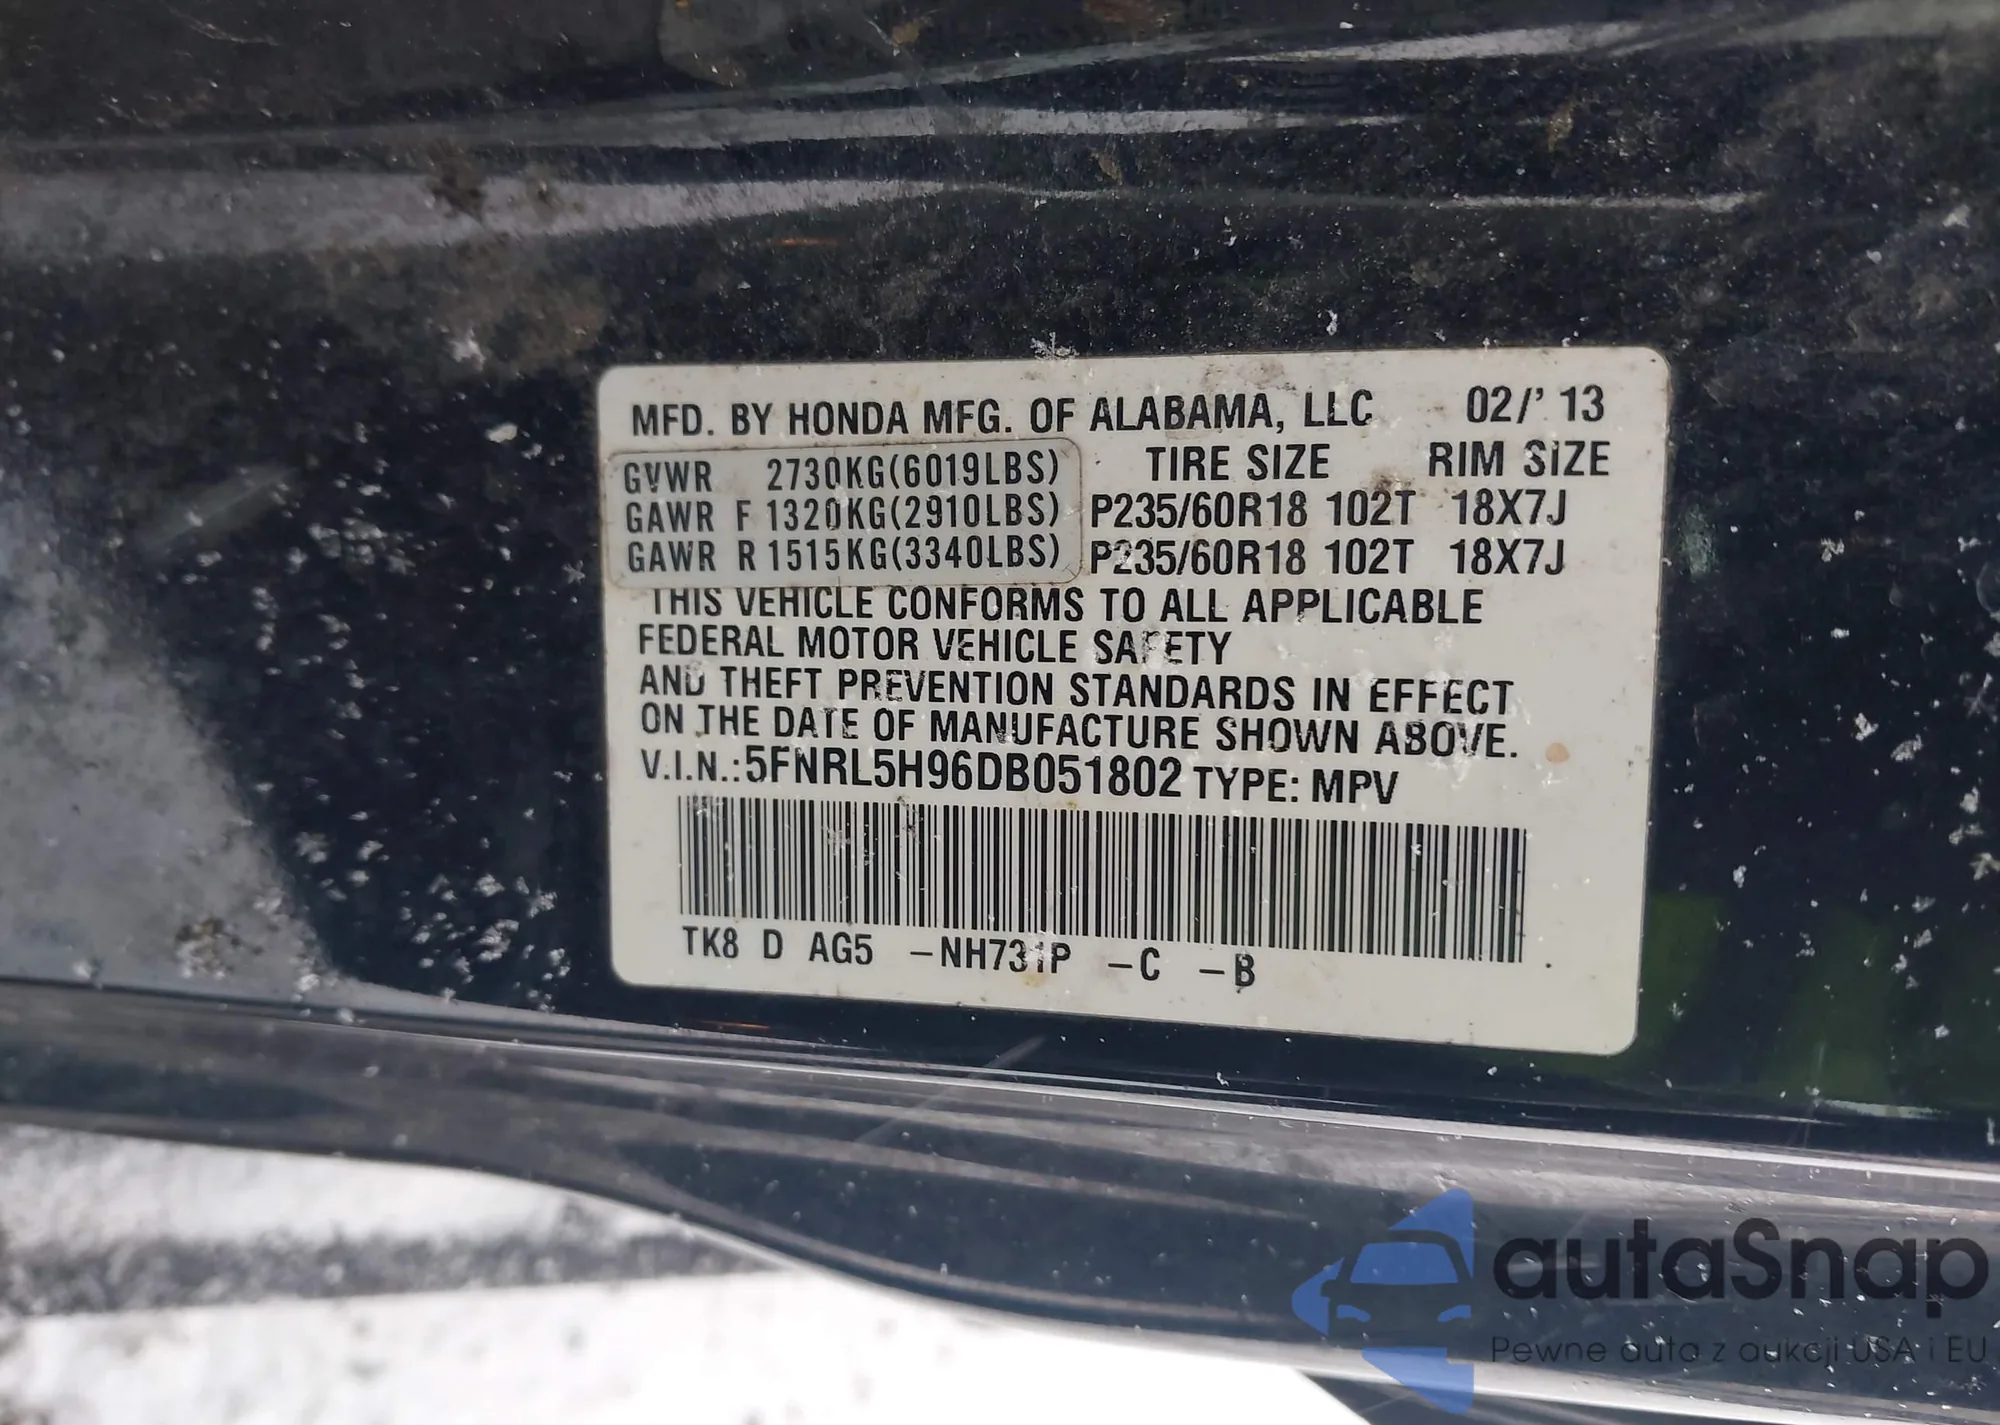 MFD. BY HONDA MFG. OF ALABAMA, LLC 02/' 13
GVWR 2730KG(6019LBS) TIRE SIZE RIM SIZE
GAWR F 1320KG(2910LBS) P235/60R18 102T 18X7J
GAWR R 1515KG(3340LBS) P235/60R18 102T 18X7J
THIS VEHICLE CONFORMS TO ALL APPLICABLE
FEDERAL MOTOR VEHICLE SAFETY
AND THEFT PREVENTION STANDARDS IN EFFECT
ON THE DATE OF MANUFACTURE SHOWN ABOVE.
V.I.N.: 5FNRL5H96DB051802 TYPE: MPV
TK8 D AG5 -NH731P -C -B
autaSnap
Pewne auta z aukcji USA i EU